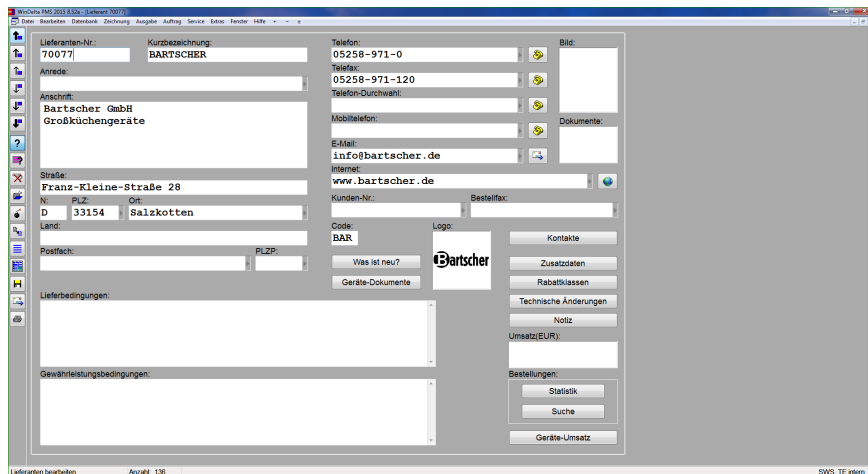 WinDelta PMS 2015 8.52a - [Lieferant 70077]
Datei Bearbeiten Datenbank Zeichnung Ausgabe Auftrag Service Extras Fenster Hilfe + − ±
Lieferanten-Nr.: Kurzbezeichnung: Telefon: Bild:
70077 BARTSCHER 05258-971-0
Telefax:
Anrede: 05258-971-120
Telefon-Durchwahl:
Anschrift:
Bartscher GmbH Mobiltelefon:
Großküchengeräte Dokumente:
E-Mail:
info@bartscher.de
Straße: Internet:
Franz-Kleine-Straße 28 www.bartscher.de
N: PLZ: Ort: Kunden-Nr.: Bestellfax:
D 33154 Salzkotten
Land: Code: Logo:
BAR Kontakte
Postfach: PLZP:
Was ist neu? Bartscher Zusatzdaten
Geräte-Dokumente Rabattklassen
Lieferbedingungen: Technische Änderungen
Notiz
Umsatz(EUR):
Gewährleistungsbedingungen: Bestellungen:
Statistik
Suche
Geräte-Umsatz
Lieferanten bearbeiten Anzahl: 136 SWS, TE intern